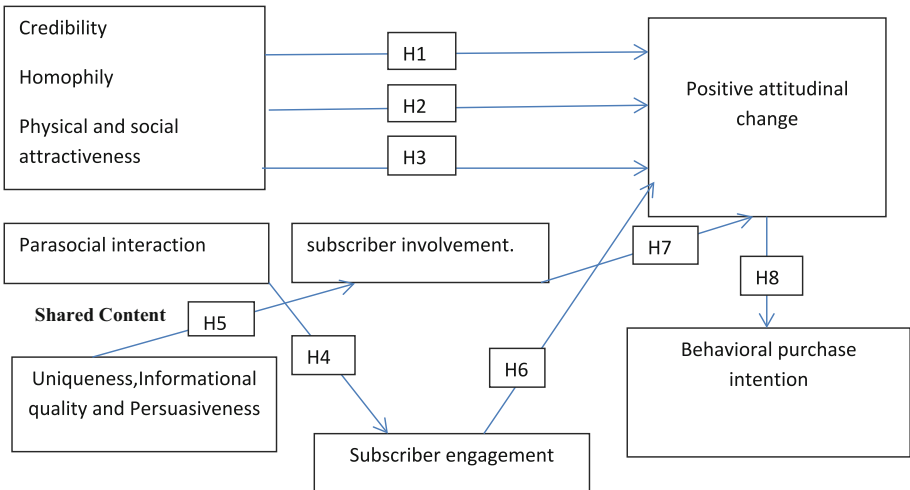 Credibility
Homophily
Physical and social
attractiveness
H1
H2
H3
Positive attitudinal
change
Parasocial interaction
subscriber involvement.
H7
H8
Shared Content
H5
H4
H6
Uniqueness,Informational
quality and Persuasiveness
Behavioral purchase
intention
Subscriber engagement